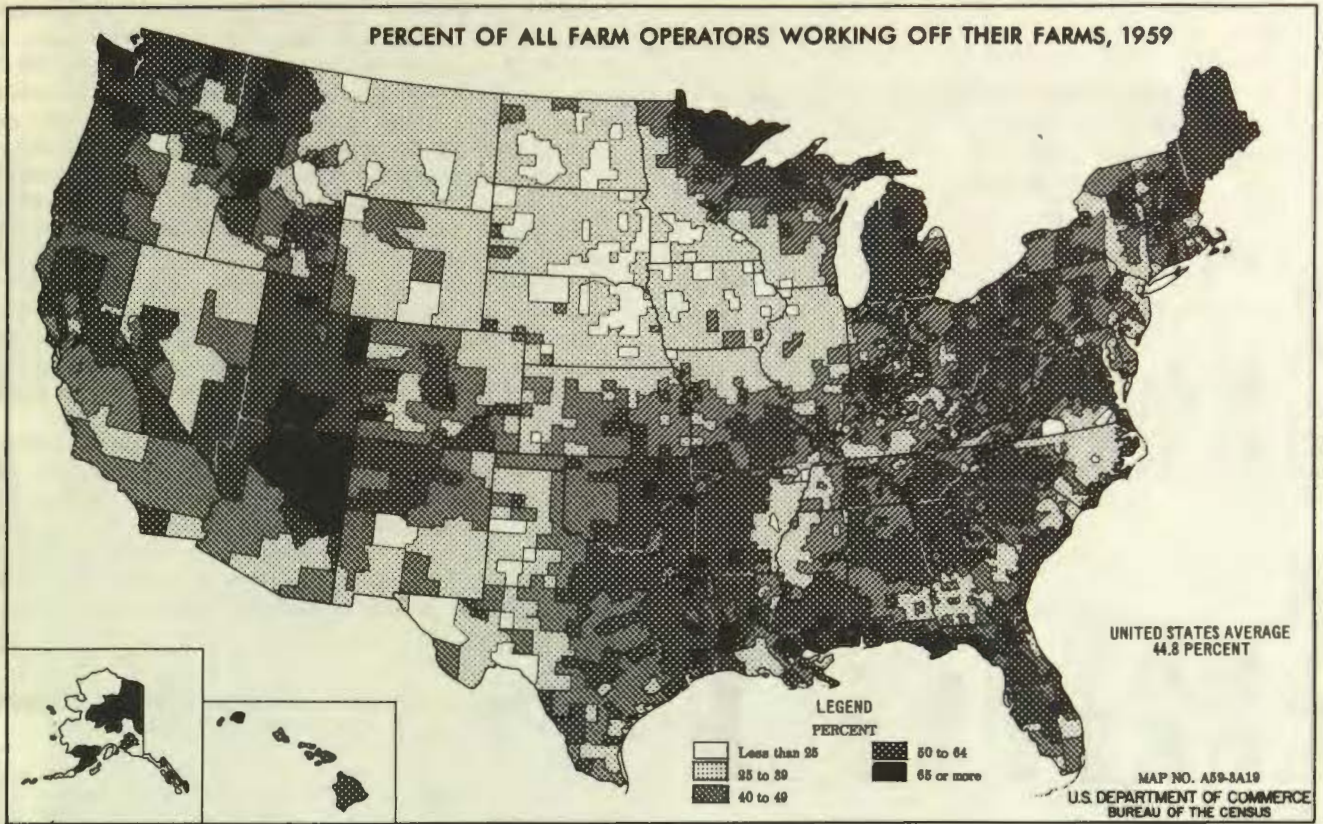 PERCENT OF ALL FARM OPERATORS WORKING OFF THEIR FARMS, 1959
UNITED STATES AVERAGE
44.8 PERCENT
LEGEND
PERCENT
Less than 25
25 to 39
40 to 49
50 to 64
65 or more
MAP NO. A59-3A19
U.S. DEPARTMENT OF COMMERCE
BUREAU OF THE CENSUS